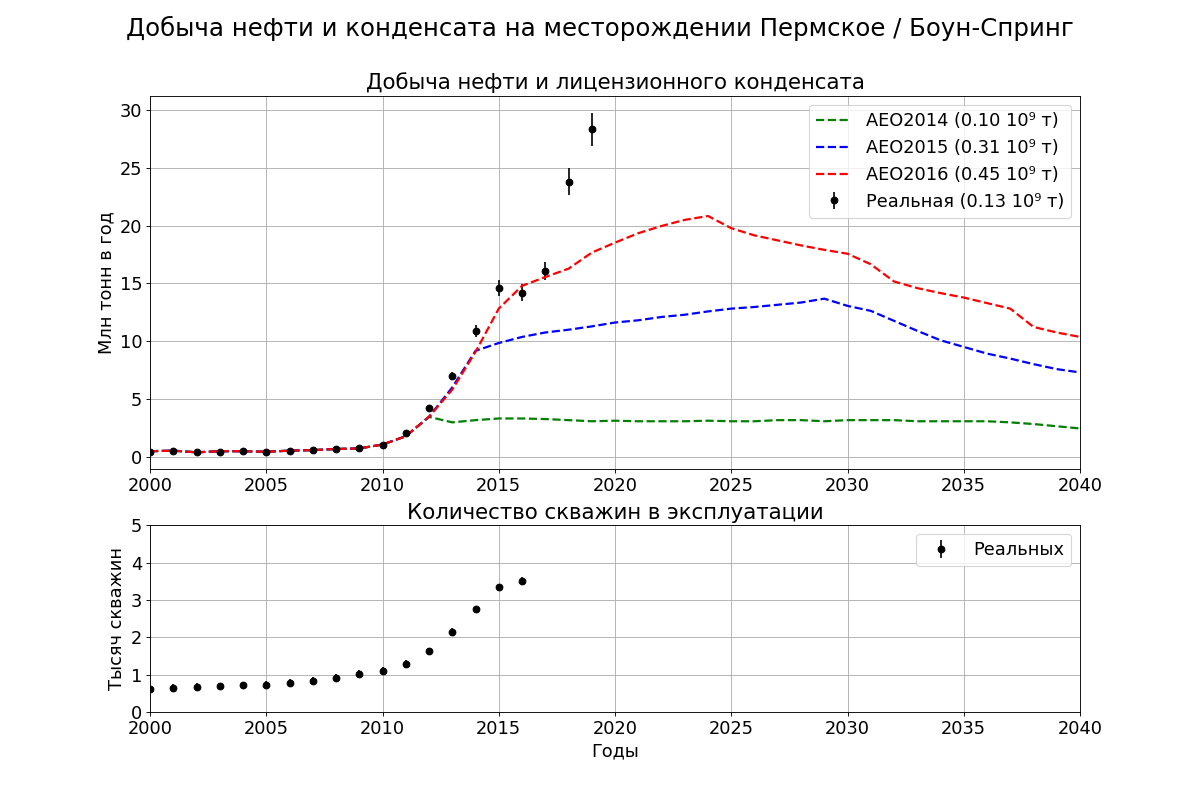 Добыча нефти и конденсата на месторождении Пермское / Боун-Спринг
Добыча нефти и лицензионного конденсата
Млн тонн в год
30
25
20
15
10
5
0
AEO2014 (0.10 10⁹ т)
AEO2015 (0.31 10⁹ т)
AEO2016 (0.45 10⁹ т)
Реальная (0.13 10⁹ т)
2000 2005 2010 2015 2020 2025 2030 2035 2040
Количество скважин в эксплуатации
Тысяч скважин
5
4
3
2
1
0
Реальных
2000 2005 2010 2015 2020 2025 2030 2035 2040
Годы